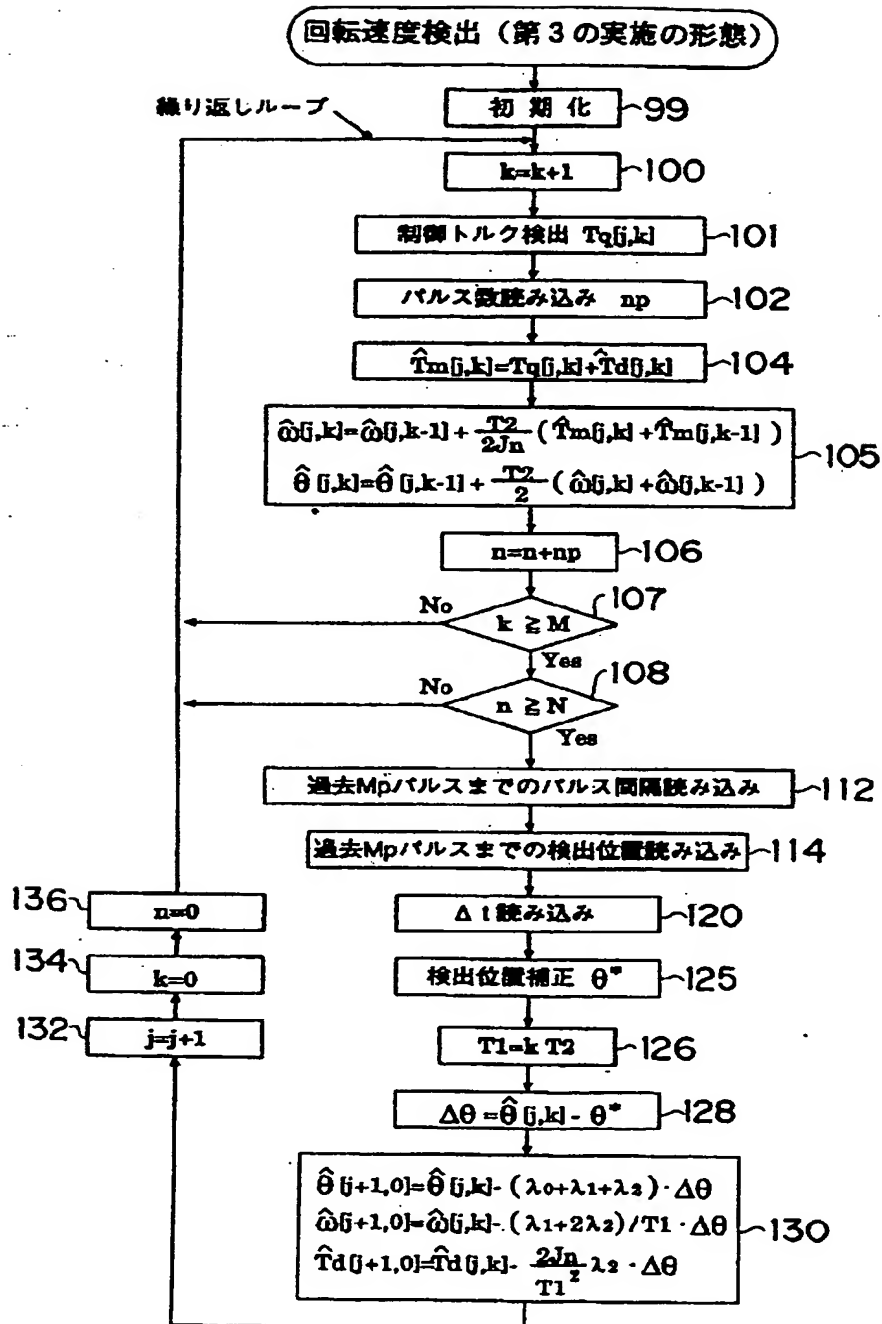 回転速度検出（第３の実施の形態）
繰り返しループ
初期化 99
k=k+1 100
制御トルク検出 Tq[j,k] 101
パルス数読み込み np 102
T̂m[j,k]=Tq[j,k]+T̂d[j,k] 104
ω̂[j,k]=ω̂[j,k-1]+T2/2Jn(T̂m[j,k]+T̂m[j,k-1])
θ̂[j,k]=θ̂[j,k-1]+T2/2(ω̂[j,k]+ω̂[j,k-1])
105
n=n+np 106
No k≧M 107
Yes
No n≧N 108
Yes
過去Mpパルスまでのパルス間隔読み込み 112
過去Mpパルスまでの検出位置読み込み 114
136 n=0
Δt読み込み 120
134 k=0
検出位置補正 θ* 125
132 j=j+1
T1=k T2 126
Δθ=θ̂[j,k]-θ* 128
θ̂[j+1,0]=θ̂[j,k]-(λ0+λ1+λ2)・Δθ
ω̂[j+1,0]=ω̂[j,k]-(λ1+2λ2)/T1・Δθ
T̂d[j+1,0]=T̂d[j,k]-2Jn/T1²λ2・Δθ
130